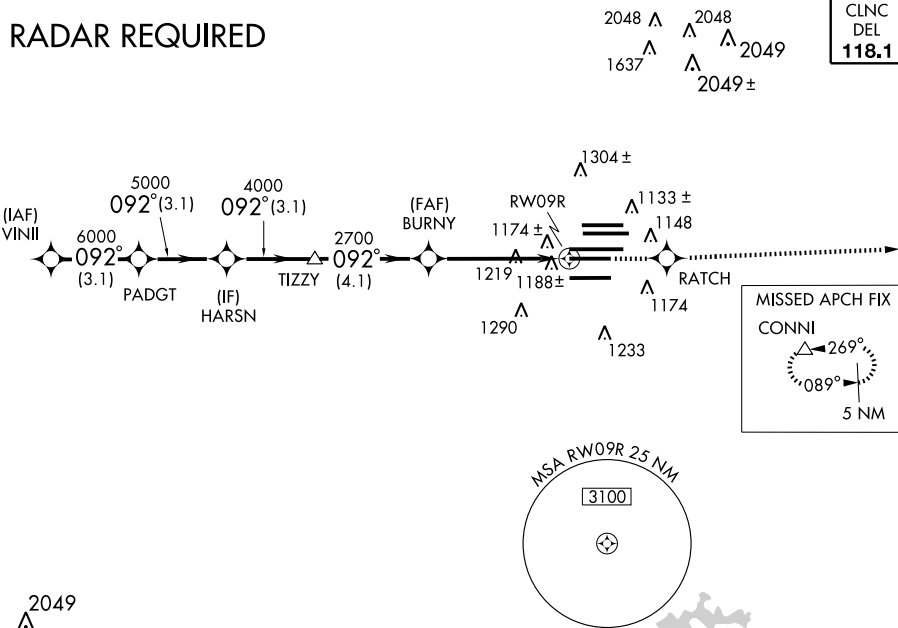 RADAR REQUIRED
CLNC
DEL
118.1
2048
2048
2049
1637
2049 ±
1304 ±
5000
092° (3.1)
4000
092° (3.1)
(IAF)
VINII
6000
092°
(3.1)
PADGT
(IF)
HARSN
TIZZY
2700
092°
(4.1)
(FAF)
BURNY
RW09R
1174 ±
1133 ±
1148
1219
1188 ±
RATCH
1174
1290
1233
MISSED APCH FIX
CONNI
269°
089°
5 NM
MSA RW09R 25 NM
3100
2049